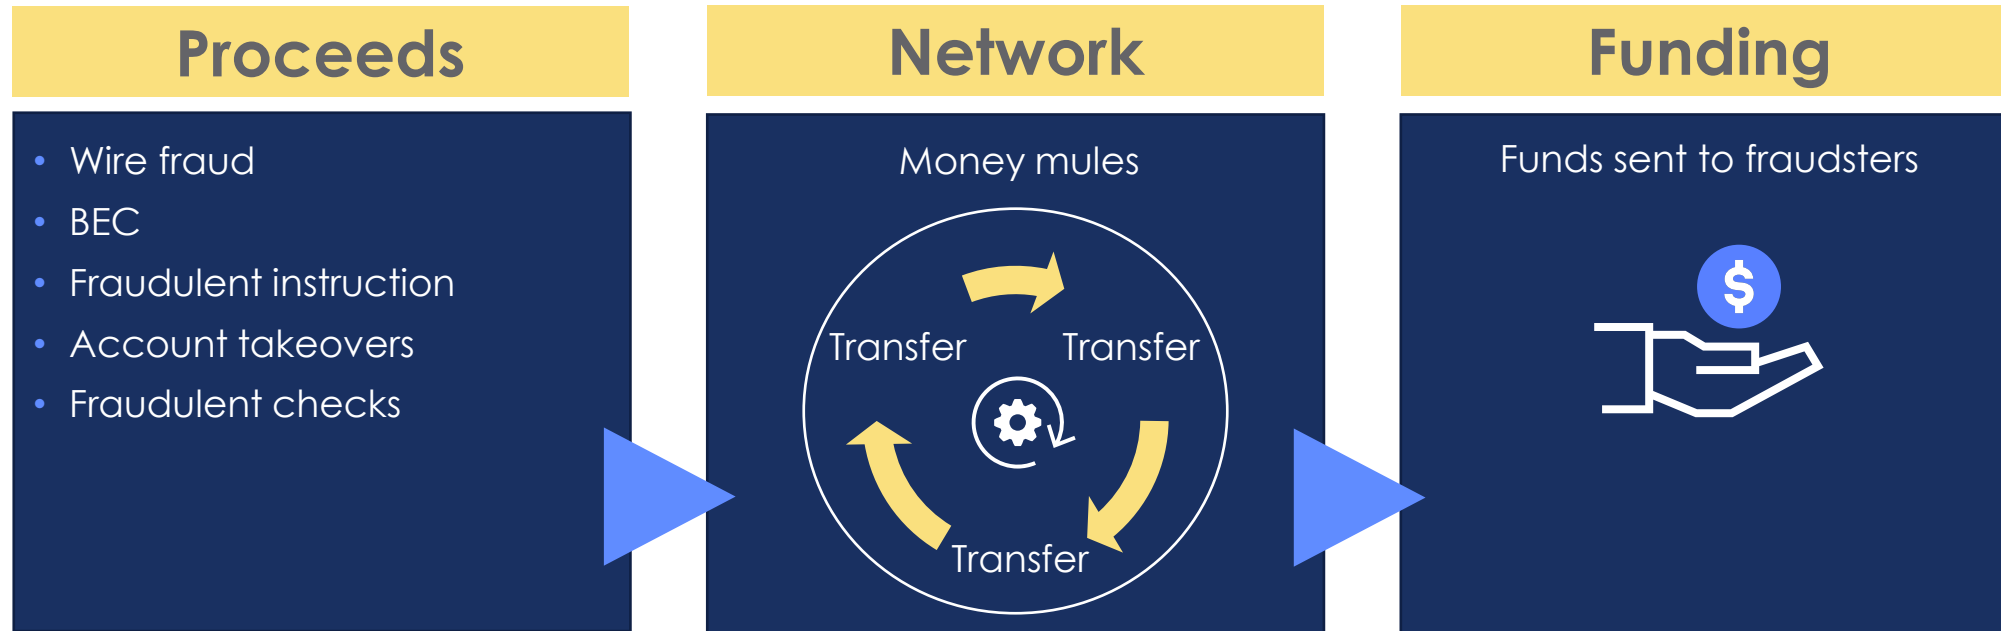 Proceeds
• Wire fraud
• BEC
• Fraudulent instruction
• Account takeovers
• Fraudulent checks
Network
Money mules
Transfer
Transfer
Transfer
Funding
Funds sent to fraudsters
$